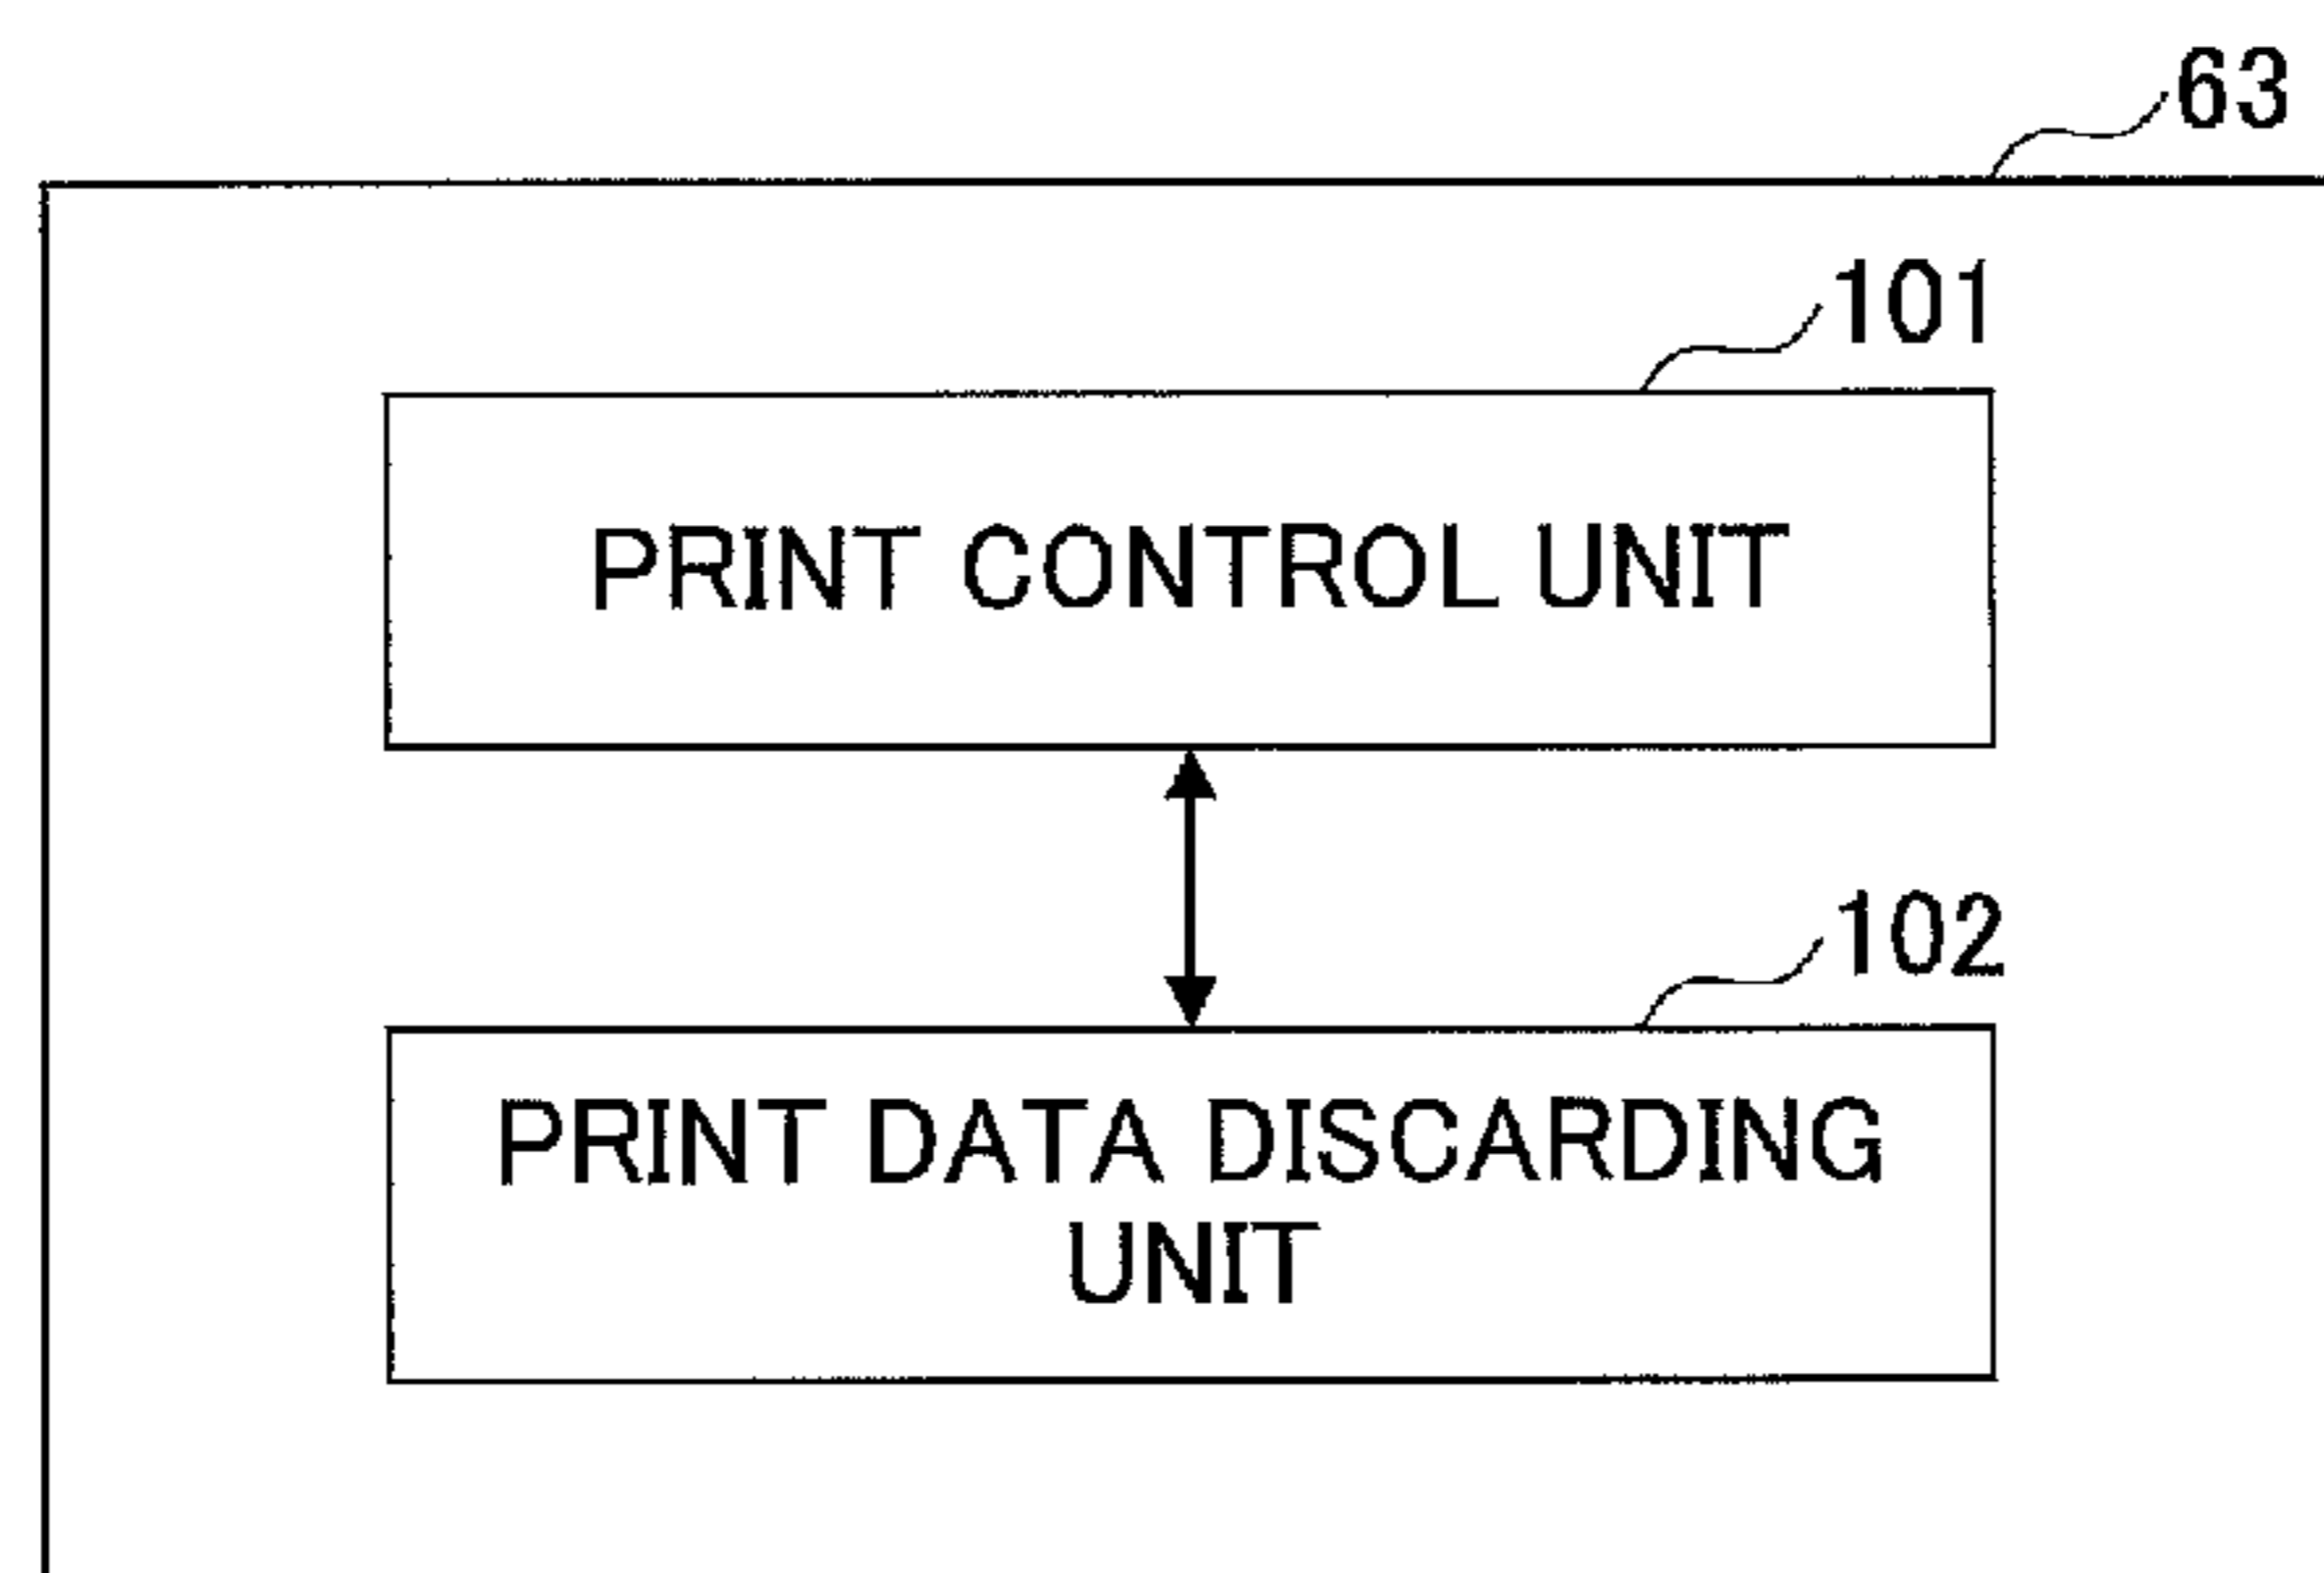 63
101
PRINT CONTROL UNIT
102
PRINT DATA DISCARDING
UNIT